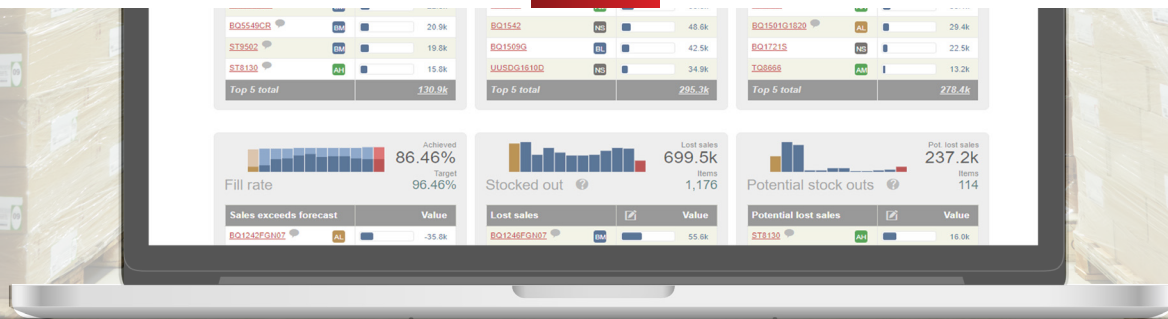 BQ5549CR BM 20.9k
ST9502 BM 19.8k
ST8130 AH 15.8k
Top 5 total 130.9k
BQ1542 NS 48.6k
BQ1509G BL 42.5k
UUSDG1610D NS 34.9k
Top 5 total 295.3k
BQ1501G1820 AL 29.4k
BQ1721S NS 22.5k
TQ8666 AM 13.2k
Top 5 total 278.4k
Achieved
86.46%
Target
Fill rate 96.46%
Sales exceeds forecast Value
BQ1242FGN07 AL -35.8k
Lost sales
699.5k
Items
Stocked out ? 1,176
Lost sales Value
BQ1246FGN07 BM 55.6k
Pot. lost sales
237.2k
Items
Potential stock outs ? 114
Potential lost sales Value
ST8130 AH 16.0k